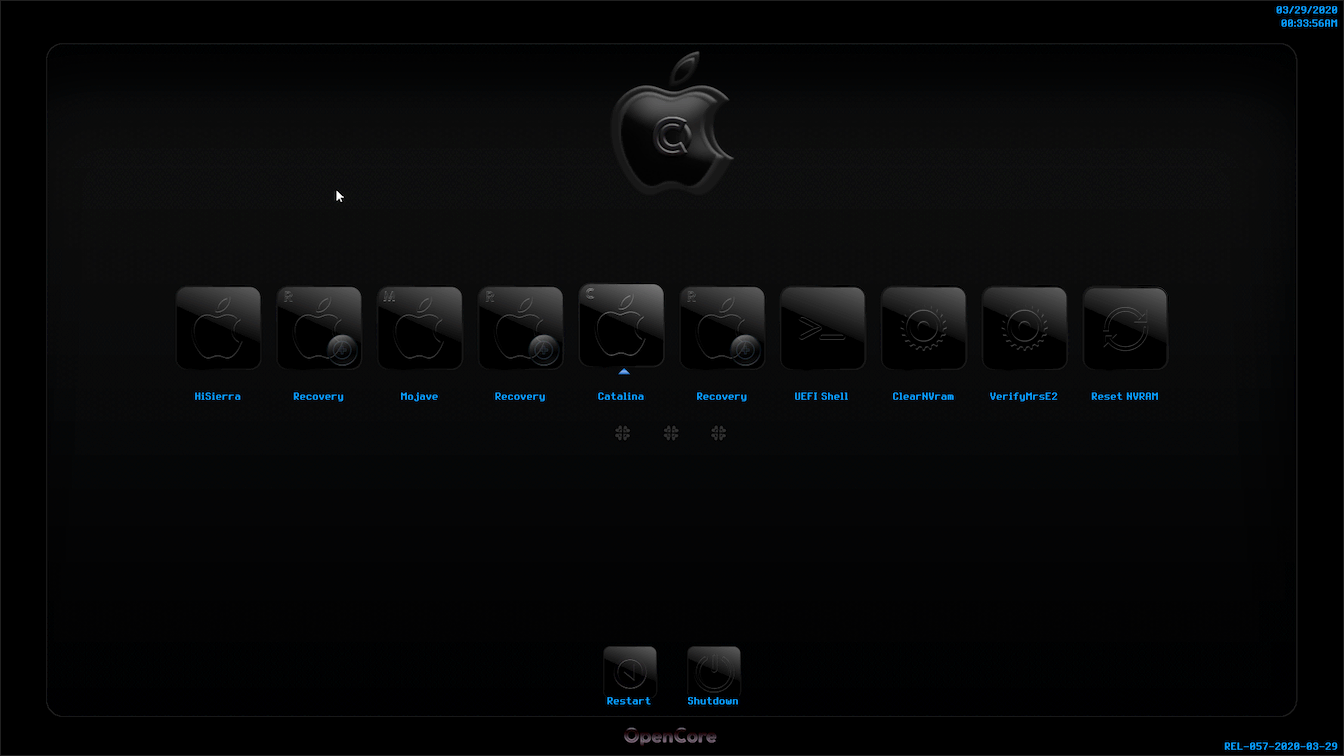 03/29/2020
00:33:56AM
R
M
R
C
R
>_
HiSierra
Recovery
Mojave
Recovery
Catalina
Recovery
UEFI Shell
ClearNVram
VerifyMrsE2
Reset NVRAM
Restart
Shutdown
OpenCore
REL-057-2020-03-29